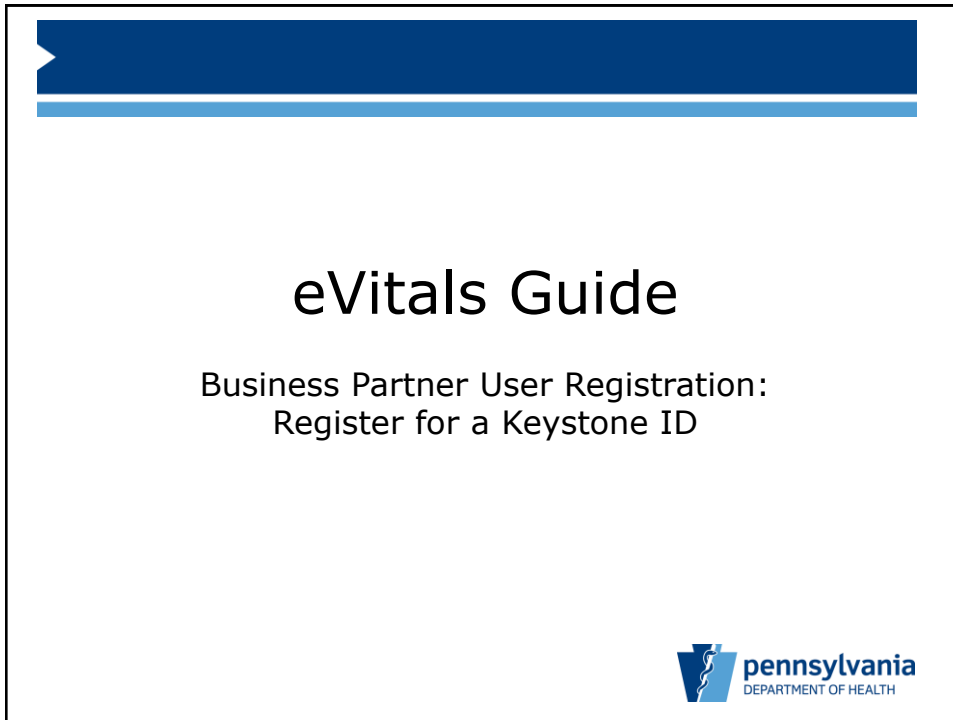 eVitals Guide
Business Partner User Registration:
Register for a Keystone ID
pennsylvania
DEPARTMENT OF HEALTH